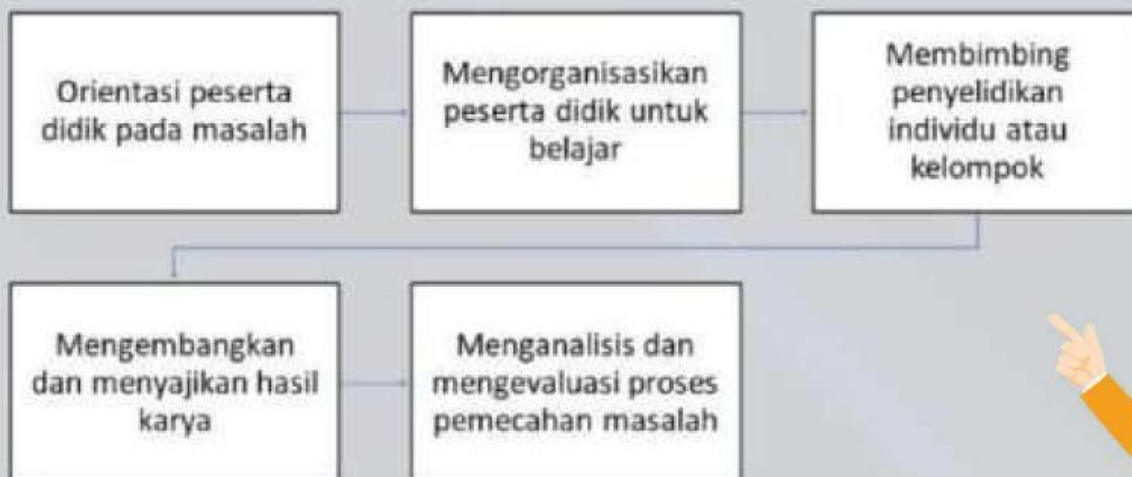 Orientasi peserta
didik pada masalah
Mengorganisasikan
peserta didik untuk
belajar
Membimbing
penyelidikan
individu atau
kelompok
Mengembangkan
dan menyajikan hasil
karya
Menganalisis dan
mengevaluasi proses
pemecahan masalah